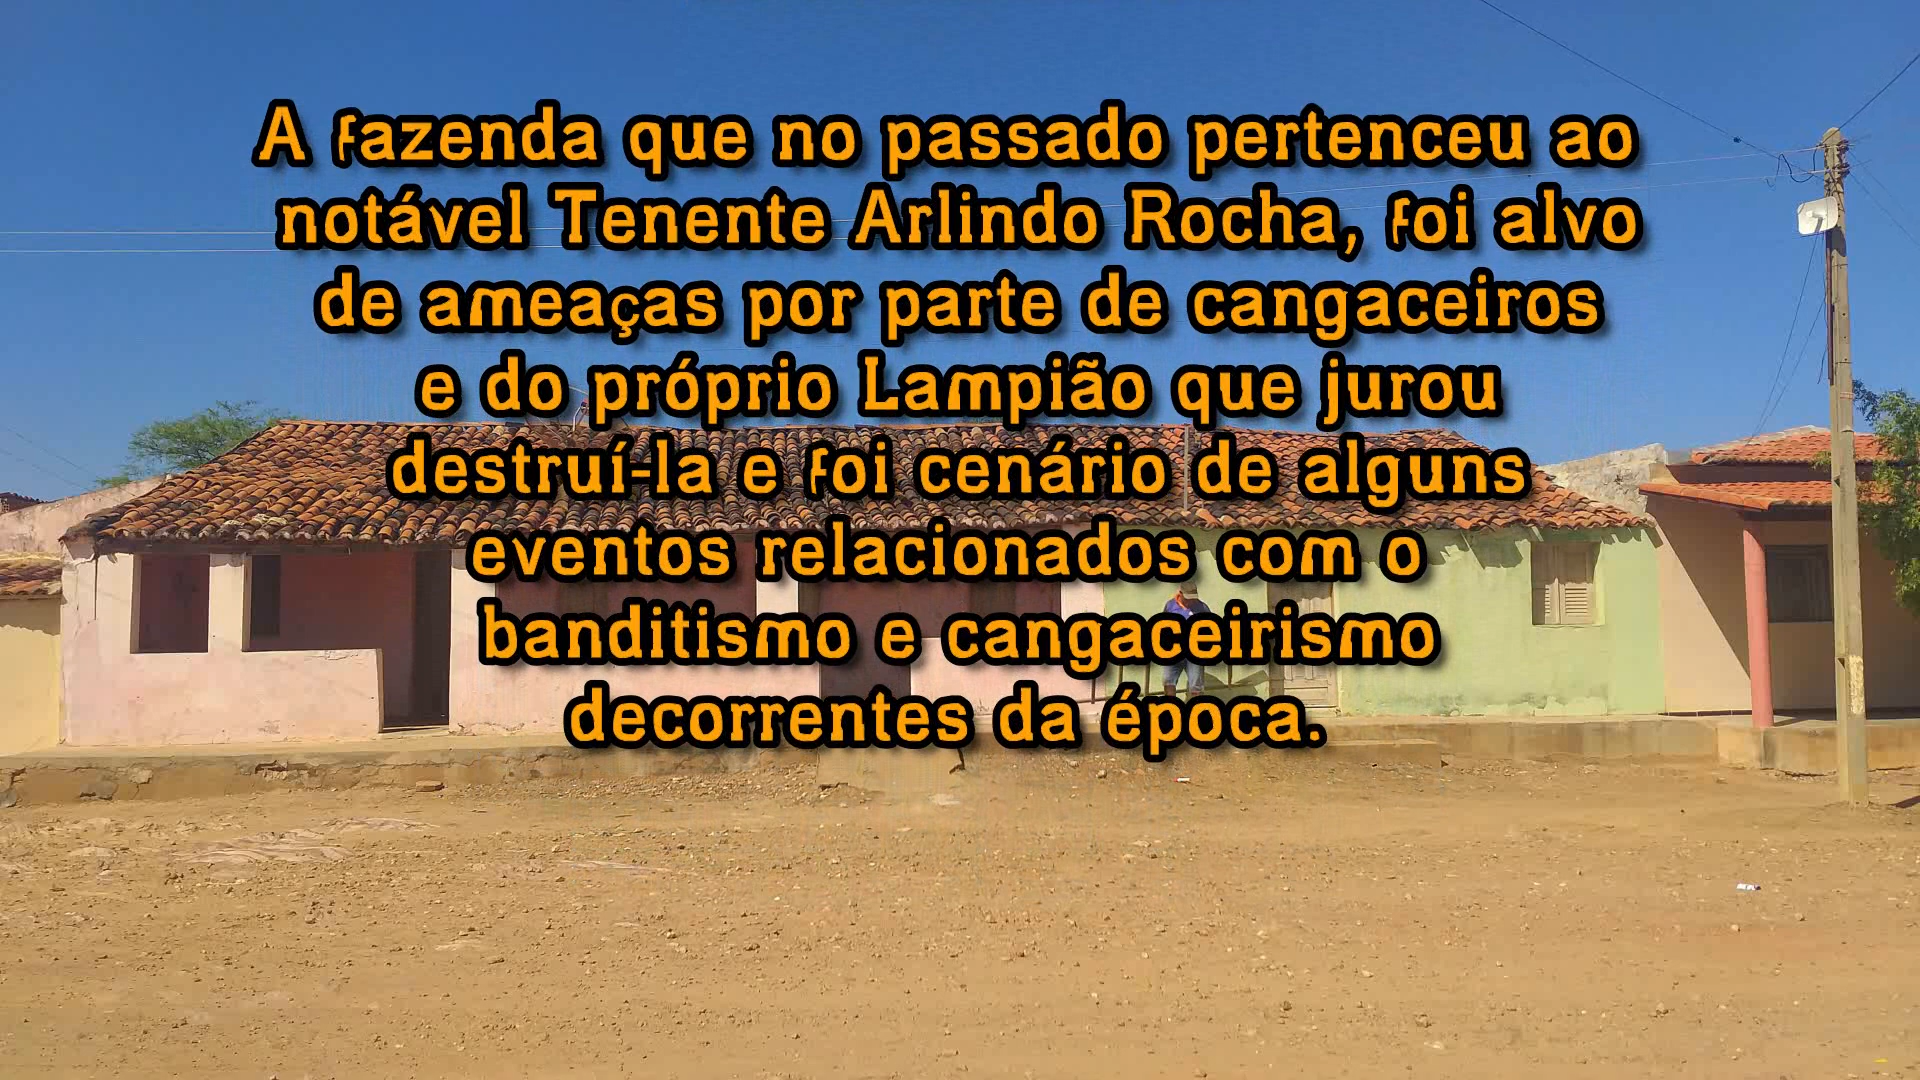 A fazenda que no passado pertenceu ao
notável Tenente Arlindo Rocha, foi alvo
de ameaças por parte de cangaceiros
e do próprio Lampião que jurou
destruí-la e foi cenário de alguns
eventos relacionados com o
banditismo e cangaceirismo
decorrentes da época.